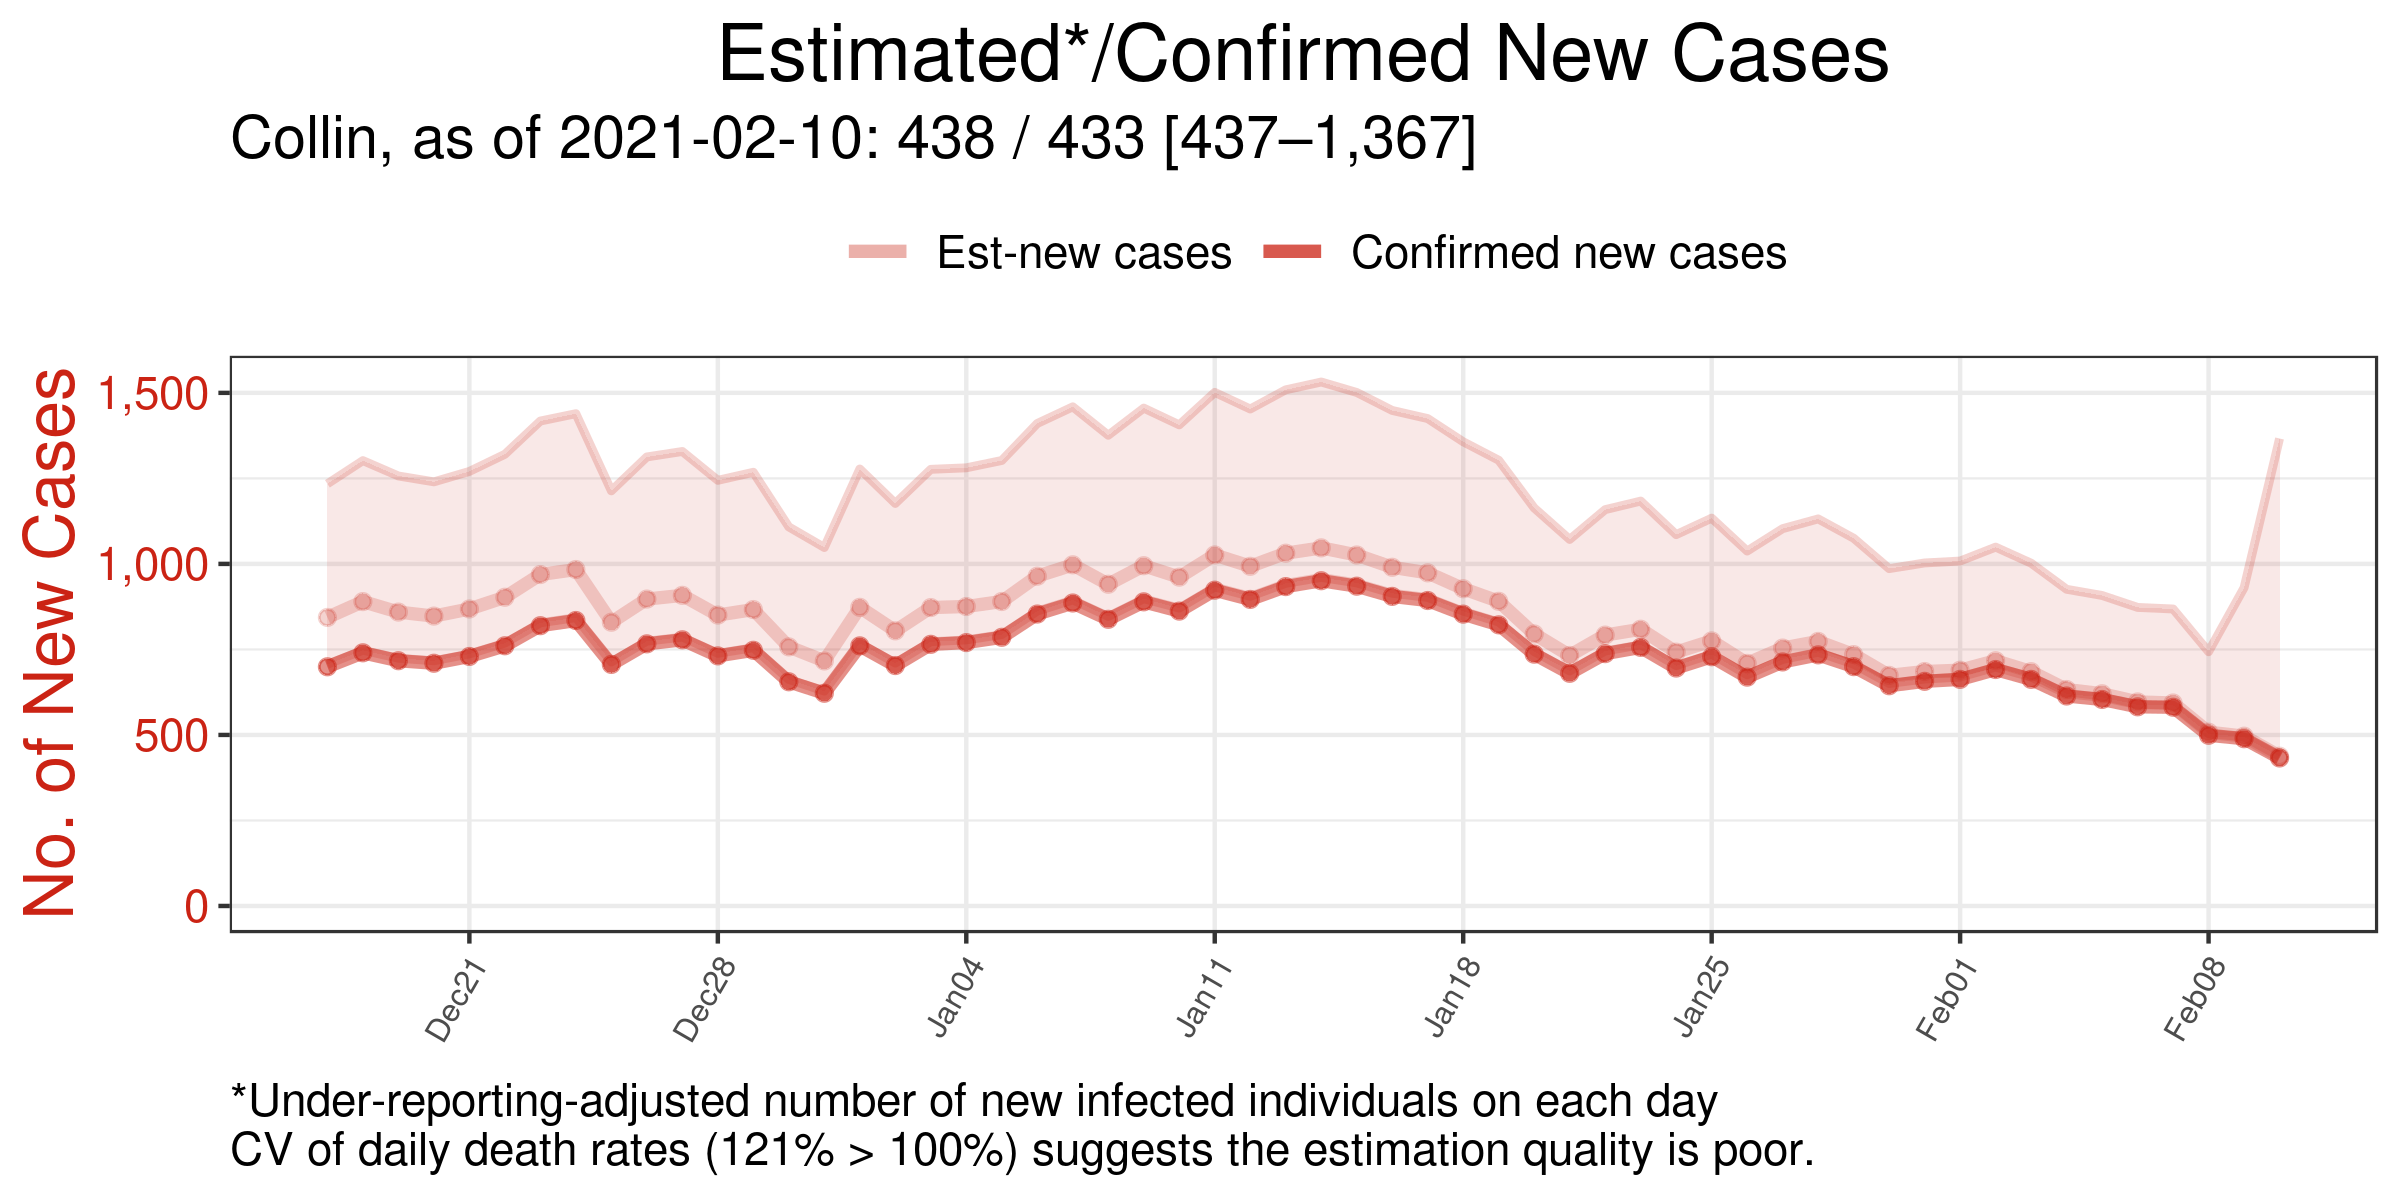 Estimated*/Confirmed New Cases
Collin, as of 2021-02-10: 438 / 433 [437–1,367]
Est-new cases Confirmed new cases
No. of New Cases
1,500
1,000
500
0
Dec21 Dec28 Jan04 Jan11 Jan18 Jan25 Feb01 Feb08
*Under-reporting-adjusted number of new infected individuals on each day
CV of daily death rates (121% > 100%) suggests the estimation quality is poor.